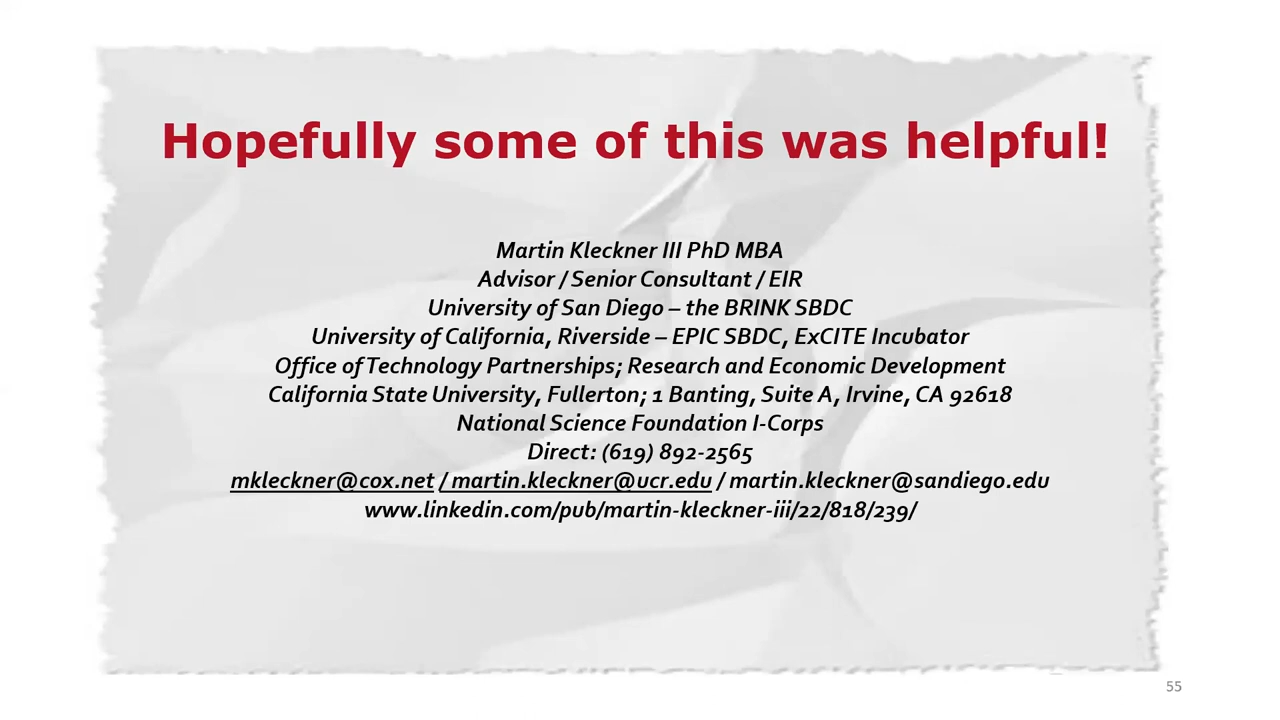 Hopefully some of this was helpful!
Martin Kleckner III PhD MBA
Advisor / Senior Consultant / EIR
University of San Diego – the BRINK SBDC
University of California, Riverside – EPIC SBDC, ExCITE Incubator
Office of Technology Partnerships; Research and Economic Development
California State University, Fullerton; 1 Banting, Suite A, Irvine, CA 92618
National Science Foundation I-Corps
Direct: (619) 892-2565
mkleckner@cox.net / martin.kleckner@ucr.edu / martin.kleckner@sandiego.edu
www.linkedin.com/pub/martin-kleckner-iii/22/818/239/
55